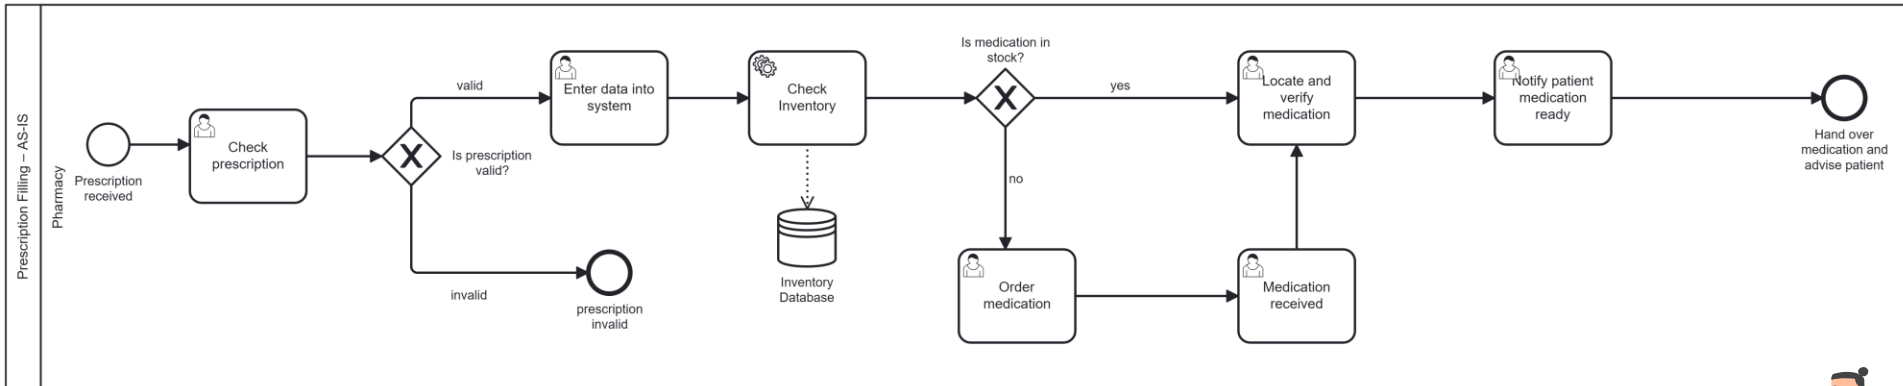 Prescription Filling – AS-IS
Pharmacy
Prescription
received
Check
prescription
Is prescription
valid?
valid
invalid
prescription
invalid
Enter data into
system
Check
Inventory
Inventory
Database
Is medication in
stock?
yes
no
Order
medication
Medication
received
Locate and
verify
medication
Notify patient
medication
ready
Hand over
medication and
advise patient